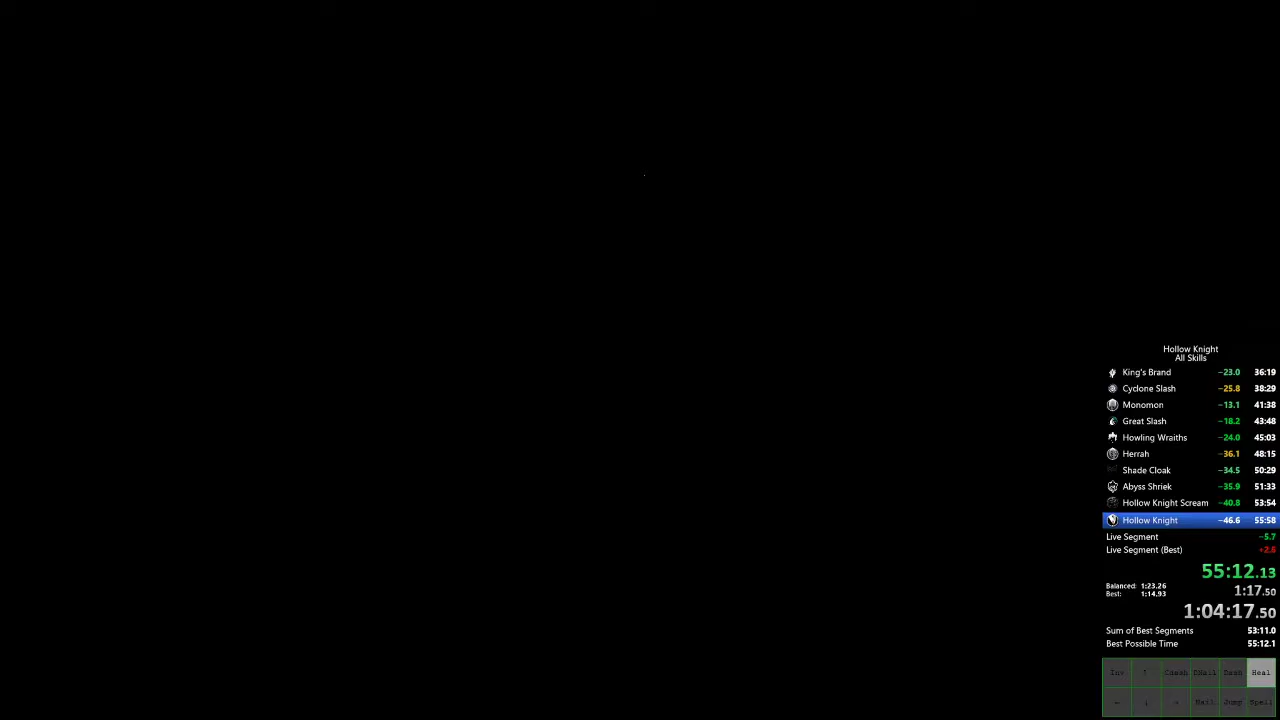 Hollow Knight
All Skills
King's Brand -23.0 36:19
Cyclone Slash -25.8 38:29
Monomon -13.1 41:38
Great Slash -18.2 43:48
Howling Wraiths -24.0 45:03
Herrah -36.1 48:15
Shade Cloak -34.5 50:29
Abyss Shriek -35.9 51:33
Hollow Knight Scream -40.8 53:54
Hollow Knight -46.6 55:58
Live Segment -5.7
Live Segment (Best)
55:12.13
Balanced: 1:23.26
Best: 1:14.93
1:17.50
1:04:17.50
Sum of Best Segments 53:11.0
Best Possible Time 55:12.1
Inv ↑ Cdash DNail Dash Heal
← ↓ → Nail Jump Spell